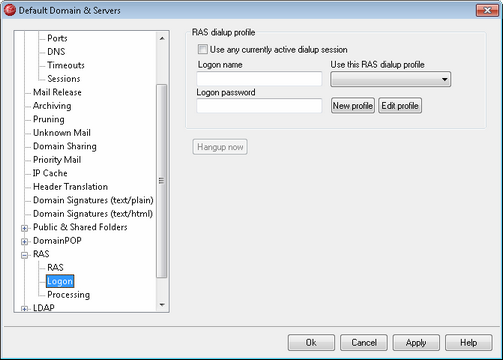 Default Domain & Servers
Ports
DNS
Timeouts
Sessions
Mail Release
Archiving
Pruning
Unknown Mail
Domain Sharing
Priority Mail
IP Cache
Header Translation
Domain Signatures (text/plain)
Domain Signatures (text/html)
Public & Shared Folders
DomainPOP
RAS
RAS
Logon
Processing
LDAP
RAS dialup profile
Use any currently active dialup session
Logon name
Use this RAS dialup profile
Logon password
New profile
Edit profile
Hangup now
Ok
Cancel
Apply
Help